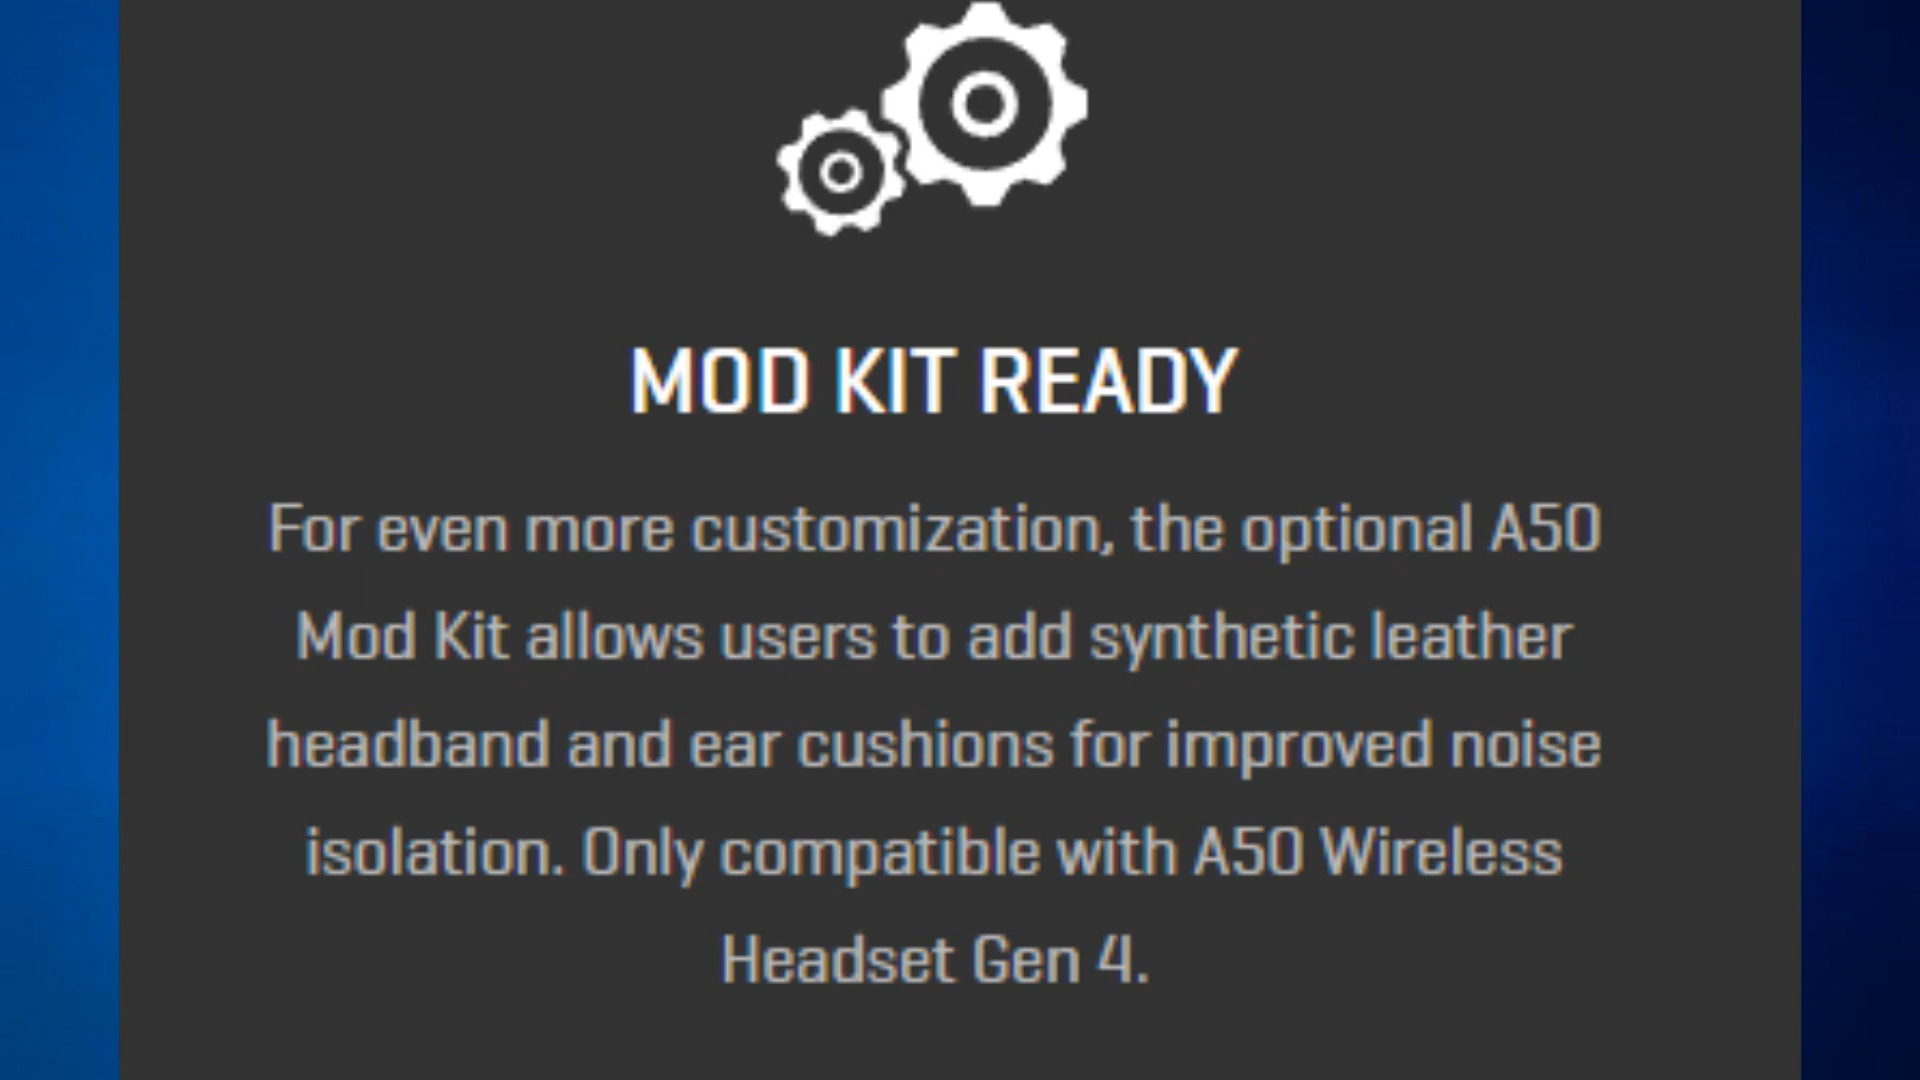 MOD KIT READY
For even more customization, the optional A50
Mod Kit allows users to add synthetic leather
headband and ear cushions for improved noise
isolation. Only compatible with A50 Wireless
Headset Gen 4.